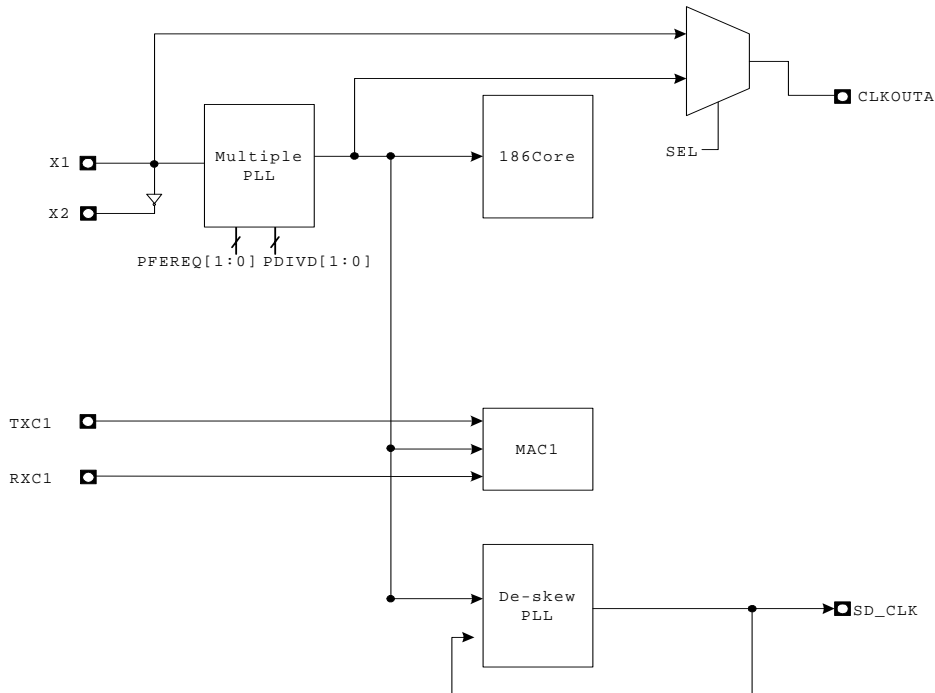 CLKOUTA
Multiple
PLL
186Core
SEL
X1
X2
PFEREQ[1:0] PDIVD[1:0]
TXC1
MAC1
RXC1
De-skew
PLL
SD_CLK